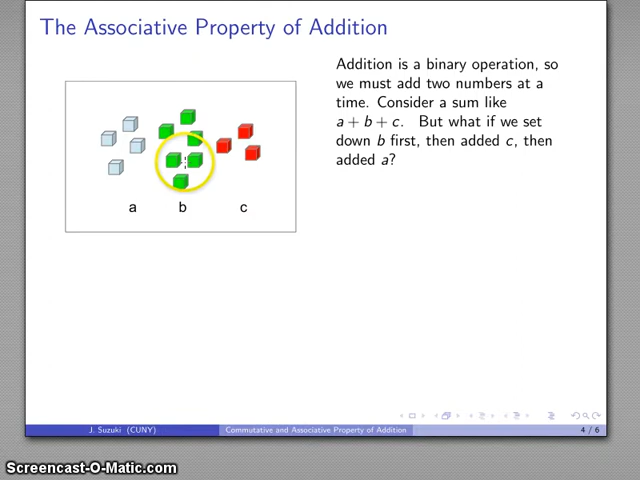 The Associative Property of Addition
Addition is a binary operation, so
we must add two numbers at a
time. Consider a sum like
a + b + c. But what if we set
down b first, then added c, then
added a?
a b c
J. Suzuki (CUNY) Commutative and Associative Property of Addition 4 / 6
Screencast-O-Matic.com